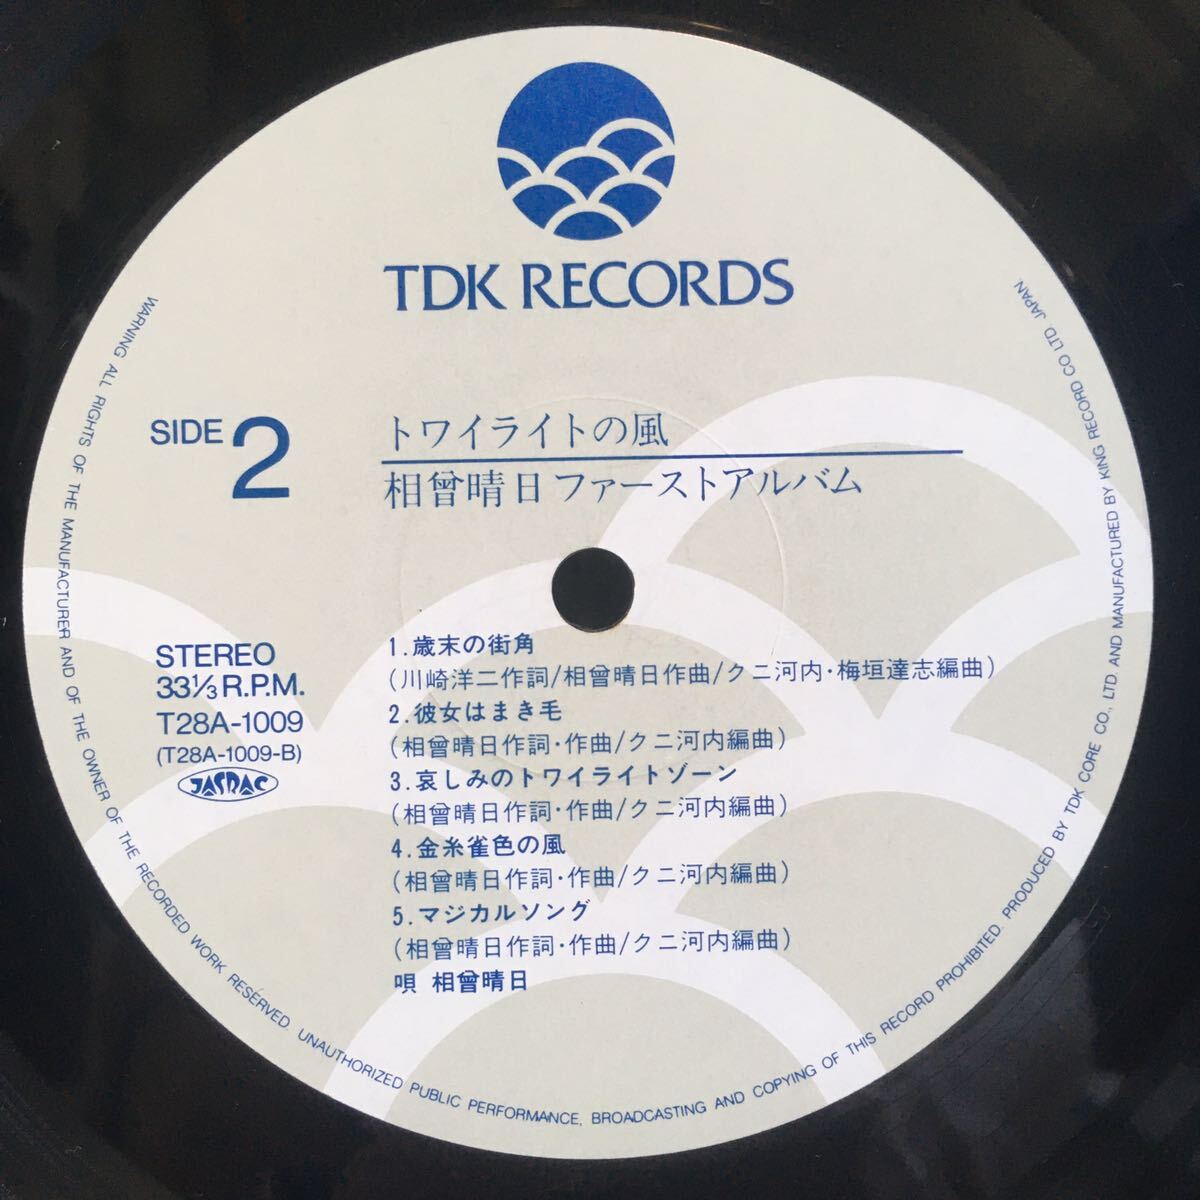 TDK RECORDS
SIDE 2
トワイライトの風
相曾晴日ファーストアルバム
STEREO
33⅓ R.P.M.
T28A-1009
(T28A-1009-B)
JASRAC
1.歳末の街角
(川崎洋二作詞/相曾晴日作曲/クニ河内・梅垣達志編曲)
2.彼女はまき毛
(相曾晴日作詞・作曲/クニ河内編曲)
3.哀しみのトワイライトゾーン
(相曾晴日作詞・作曲/クニ河内編曲)
4.金糸雀色の風
(相曾晴日作詞・作曲/クニ河内編曲)
5.マジカルソング
(相曾晴日作詞・作曲/クニ河内編曲)
唄 相曾晴日
WARNING ALL RIGHTS OF THE MANUFACTURER AND OF THE OWNER OF THE RECORDED WORK RESERVED. UNAUTHORIZED PUBLIC PERFORMANCE, BROADCASTING AND COPYING OF THIS RECORD PROHIBITED. PRODUCED BY TDK CORE CO., LTD. AND MANUFACTURED BY KING RECORD CO LTD. JAPAN.